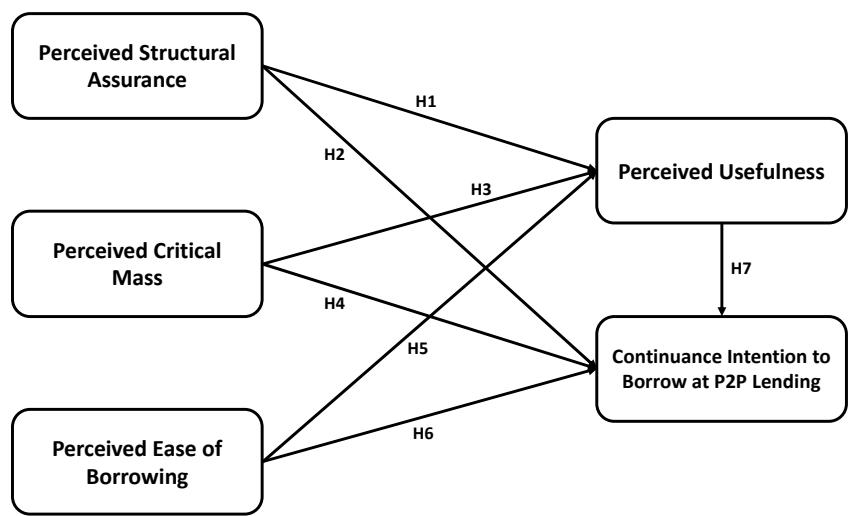 Perceived Structural
Assurance
H1
H2
Perceived Usefulness
H3
Perceived Critical
Mass
H7
H4
H5
Continuance Intention to
Borrow at P2P Lending
H6
Perceived Ease of
Borrowing